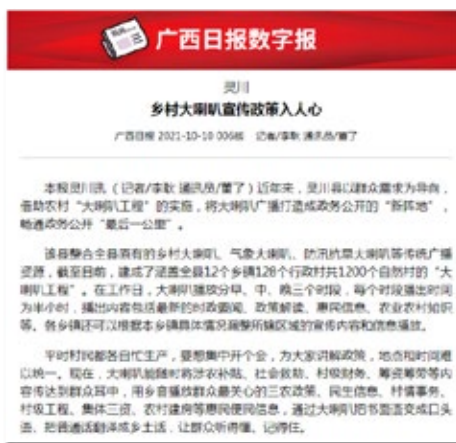 广西日报数字报
灵川
乡村大喇叭宣传政策入人心
广西日报 2021-10-10 006版 记者/李耿 通讯员/董了
本报灵川讯（记者/李耿 通讯员/董了）近年来，灵川县以群众需求为导向，
借助农村“大喇叭工程”的实施，将大喇叭广播打造成政务公开的“新阵地”，
畅通政务公开“最后一公里”。
该县整合全县原有的乡村大喇叭、气象大喇叭、防汛抗旱大喇叭等传统广播
资源，截至目前，建成了涵盖全县12个乡镇128个行政村共1200个自然村的“大
喇叭工程”。在工作日，大喇叭播放分早、中、晚三个时段，每个时段播出时间
为半小时，播出内容包括最新的时政要闻、政策解读、惠民信息、农业农村知识
等。各乡镇还可以根据本乡镇具体情况调整所辖区域的宣传内容和信息播放。
平时村民都各自忙生产，要想集中开个会，为大家讲解政策，地点和时间难
以统一。现在，大喇叭能随时将涉农补贴、社会救助、村级财务、筹资筹劳等内
容传达到群众耳中，用乡音播放群众最关心的三农政策、民生信息、村情事务、
村级工程、集体三资、农村建房等惠民便民信息，通过大喇叭把书面语变成口头
语，把普通话翻译成乡土话，让群众听得懂、记得住。